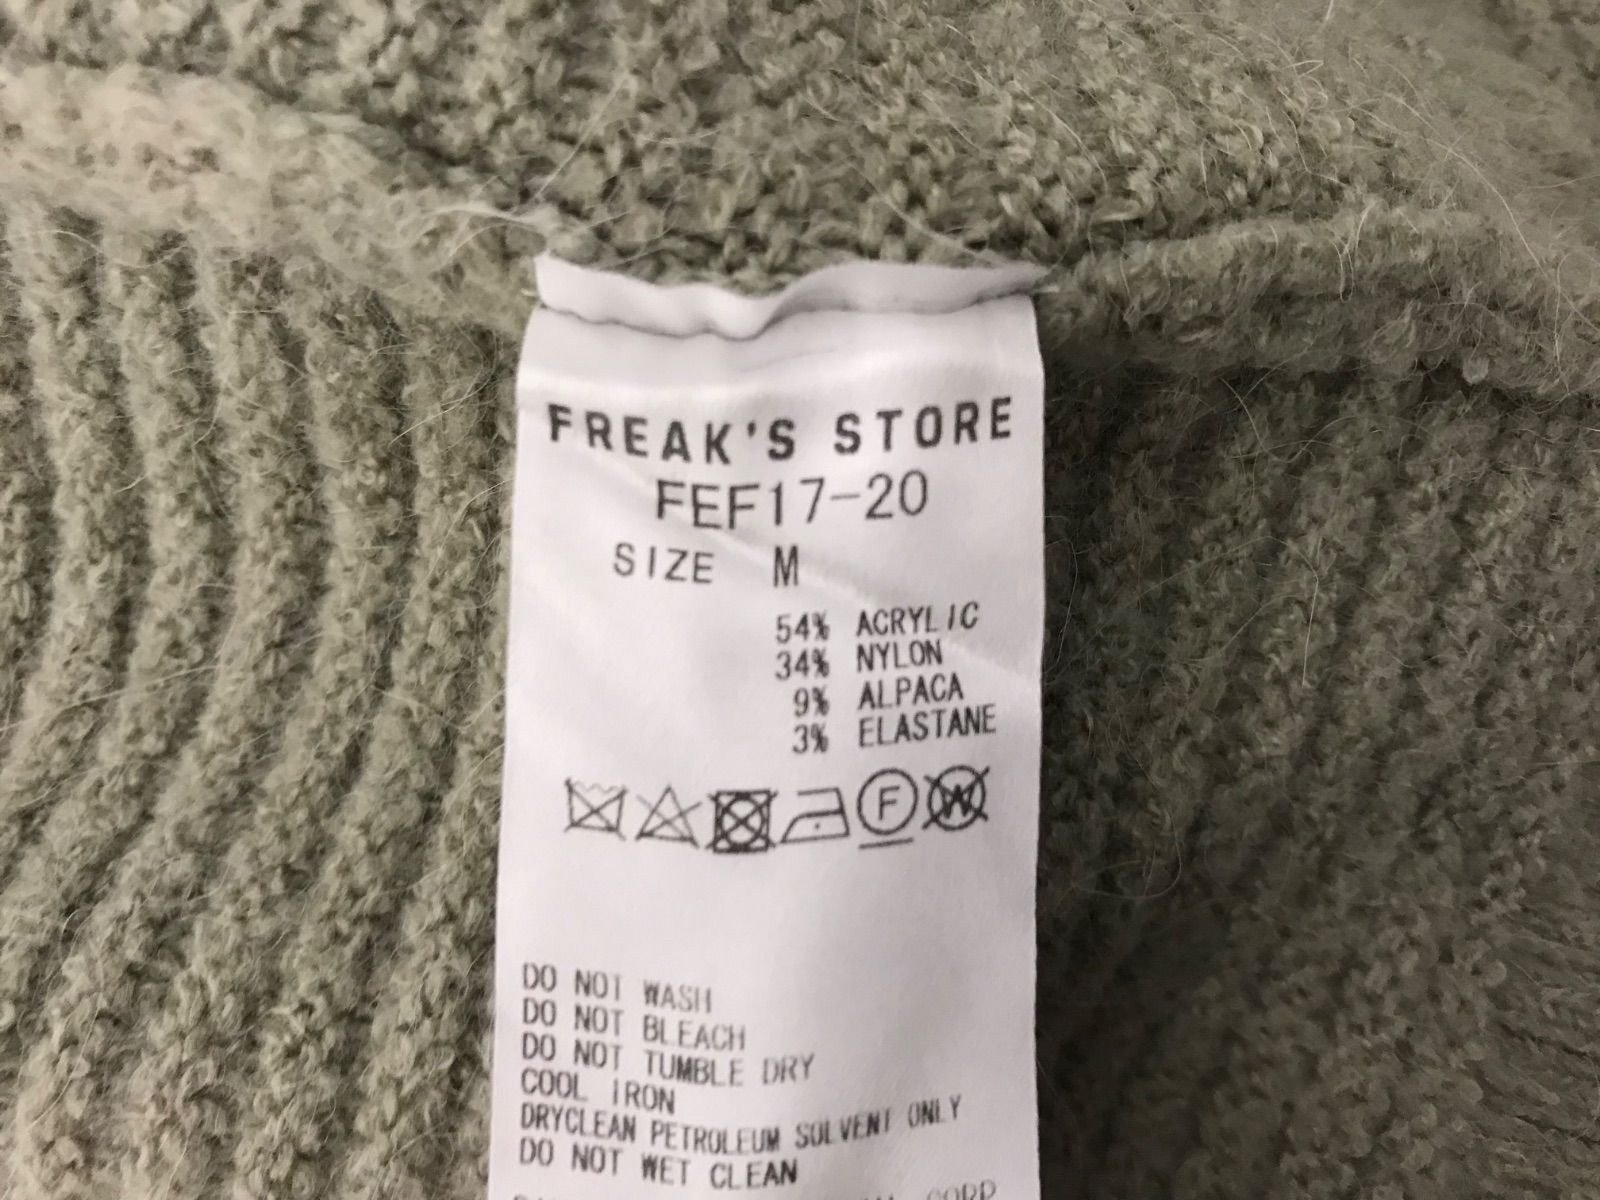 FREAK'S STORE
FEF17-20
SIZE M
54% ACRYLIC
34% NYLON
9% ALPACA
3% ELASTANE
F W
DO NOT WASH
DO NOT BLEACH
DO NOT TUMBLE DRY
COOL IRON
DRYCLEAN PETROLEUM SOLVENT ONLY
DO NOT WET CLEAN
CORP